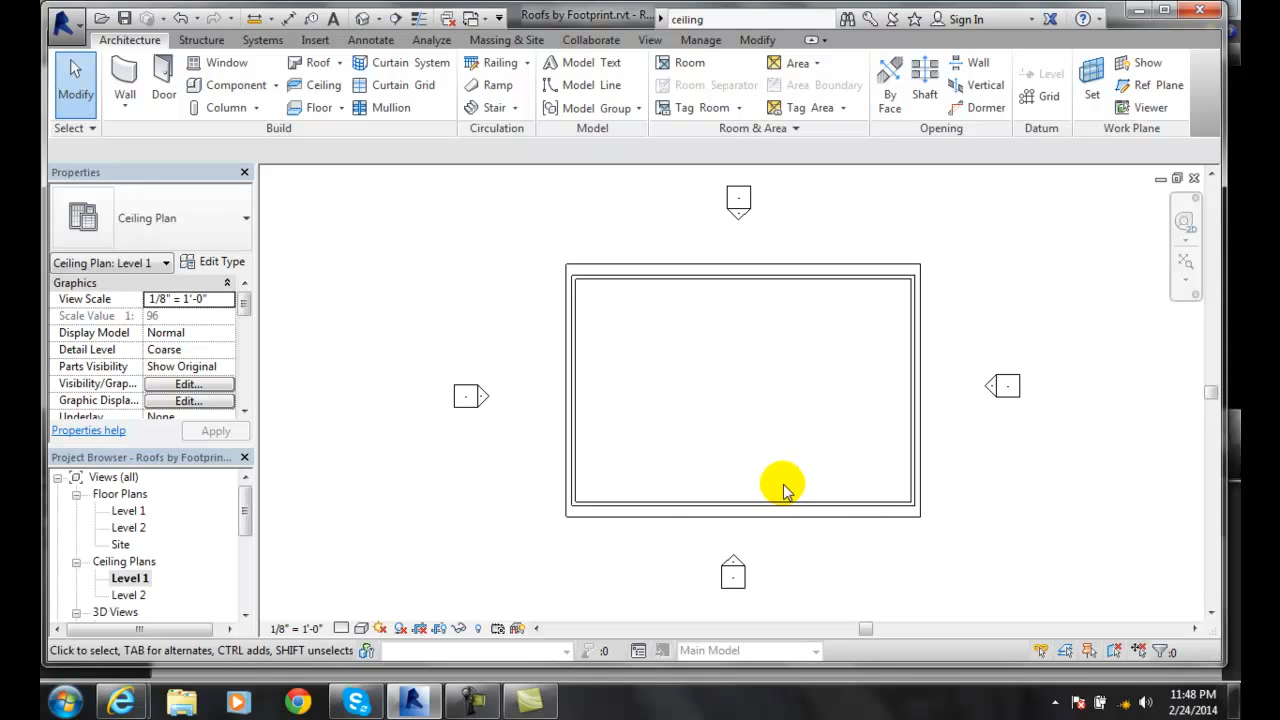 Roofs by Footprint.rvt - R...
ceiling
Sign In
Architecture Structure Systems Insert Annotate Analyze Massing & Site Collaborate View Manage Modify
Modify
Wall
Door
Window
Component
Column
Roof
Ceiling
Floor
Curtain System
Curtain Grid
Mullion
Railing
Ramp
Stair
Model Text
Model Line
Model Group
Room
Room Separator
Tag Room
Area
Area Boundary
Tag Area
By Face
Shaft
Wall
Vertical
Dormer
Level
Grid
Set
Show
Ref Plane
Viewer
Select Build Circulation Model Room & Area Opening Datum Work Plane
Properties
Ceiling Plan
Ceiling Plan: Level 1 Edit Type
Graphics
View Scale 1/8" = 1'-0"
Scale Value 1: 96
Display Model Normal
Detail Level Coarse
Parts Visibility Show Original
Visibility/Grap... Edit...
Graphic Displa... Edit...
Underlay None
Properties help Apply
Project Browser - Roofs by Footprin...
Views (all)
Floor Plans
Level 1
Level 2
Site
Ceiling Plans
Level 1
Level 2
3D Views
2D
1/8" = 1'-0"
Click to select, TAB for alternates, CTRL adds, SHIFT unselects
:0
Main Model
:0
11:48 PM
2/24/2014